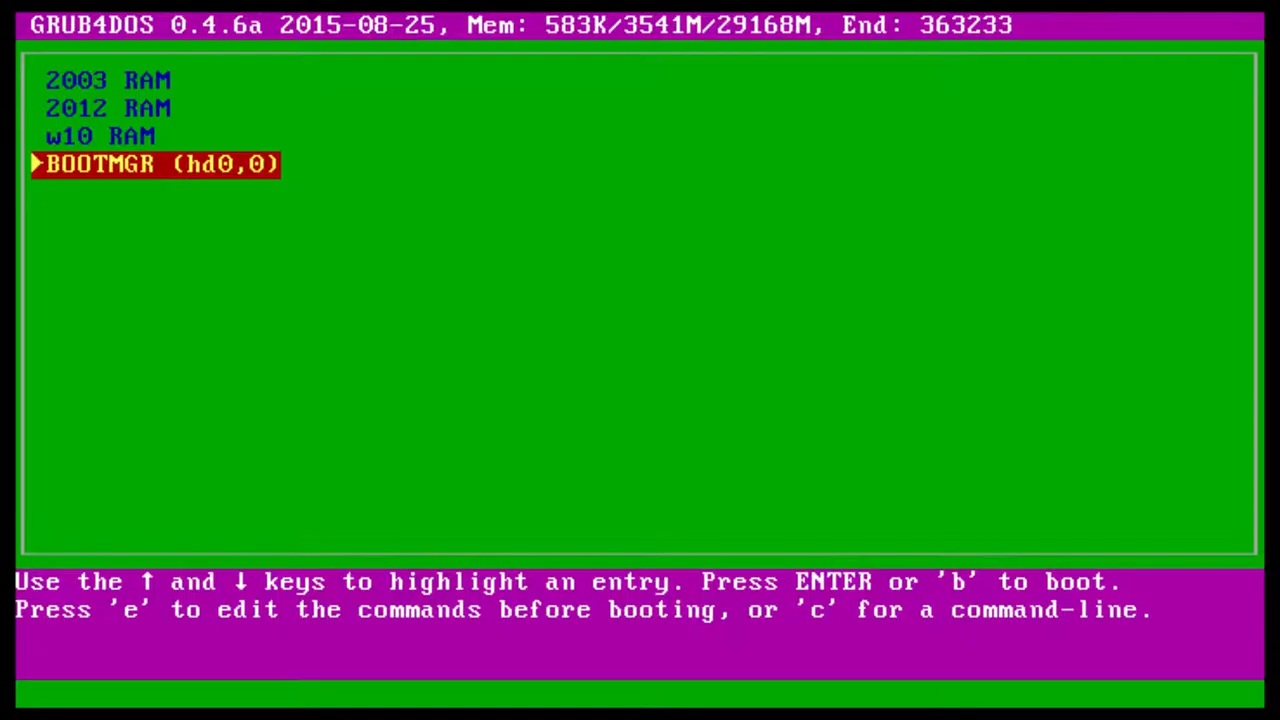 GRUB4DOS 0.4.6a 2015-08-25, Mem: 583K/3541M/29168M, End: 363233
2003 RAM
2012 RAM
w10 RAM
BOOTMGR (hd0,0)
Use the ↑ and ↓ keys to highlight an entry. Press ENTER or 'b' to boot.
Press 'e' to edit the commands before booting, or 'c' for a command-line.